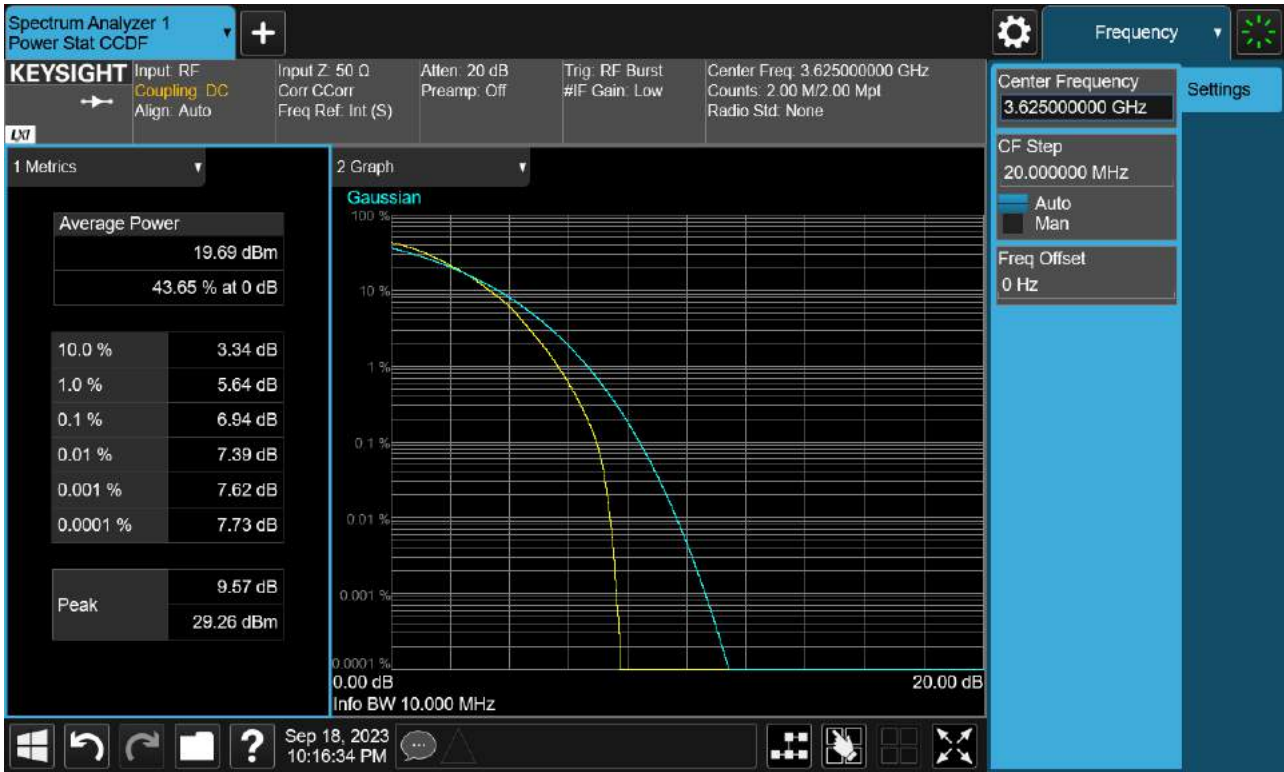 Spectrum Analyzer 1
Power Stat CCDF
Frequency
KEYSIGHT
LXI
Input: RF
Coupling: DC
Align: Auto
Input Z: 50 Ω
Corr CCorr
Freq Ref: Int (S)
Atten: 20 dB
Preamp: Off
Trig: RF Burst
#IF Gain: Low
Center Freq: 3.625000000 GHz
Counts: 2.00 M/2.00 Mpt
Radio Std: None
Center Frequency
3.625000000 GHz
Settings
CF Step
20.000000 MHz
Auto
Man
Freq Offset
0 Hz
1 Metrics
Average Power
19.69 dBm
43.65 % at 0 dB
10.0 % 3.34 dB
1.0 % 5.64 dB
0.1 % 6.94 dB
0.01 % 7.39 dB
0.001 % 7.62 dB
0.0001 % 7.73 dB
Peak
9.57 dB
29.26 dBm
2 Graph
Gaussian
100 %
10 %
1 %
0.1 %
0.01 %
0.001 %
0.0001 %
0.00 dB 20.00 dB
Info BW 10.000 MHz
?
Sep 18, 2023
10:16:34 PM